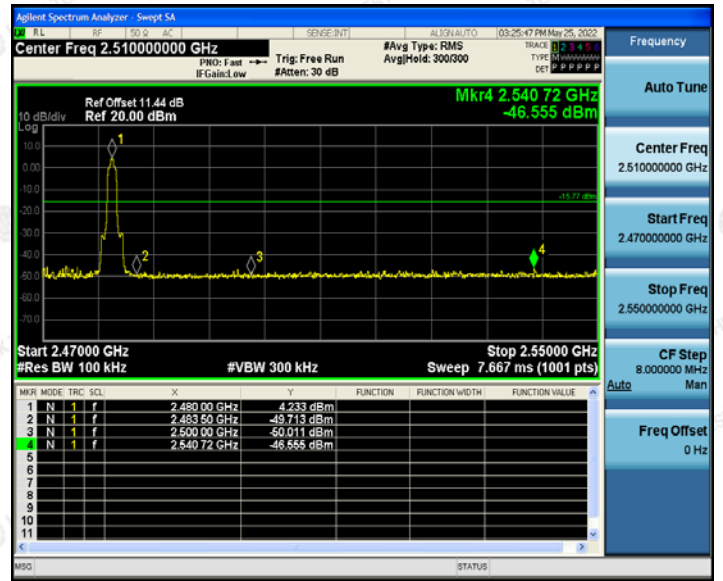 Agilent Spectrum Analyzer - Swept SA
RL RF 50 Ω AC SENSE:INT ALIGN AUTO 03:25:47 PM May 25, 2022
Center Freq 2.510000000 GHz #Avg Type: RMS TRACE 1 2 3 4 5 6
PNO: Fast Trig: Free Run Avg|Hold: 300/300 TYPE M
IFGain:Low #Atten: 30 dB DET P P P P P P
Mkr4 2.540 72 GHz
-46.555 dBm
Ref Offset 11.44 dB
10 dB/div Ref 20.00 dBm
Log
10.0
0.00
-10.0
-20.0
-30.0
-40.0
-50.0
-60.0
-70.0
1
2
3
4
-15.77 dBm
Start 2.47000 GHz Stop 2.55000 GHz
#Res BW 100 kHz #VBW 300 kHz Sweep 7.667 ms (1001 pts)
MKR MODE TRC SCL X Y FUNCTION FUNCTION WIDTH FUNCTION VALUE
1 N 1 f 2.480 00 GHz 4.233 dBm
2 N 1 f 2.483 50 GHz -49.713 dBm
3 N 1 f 2.500 00 GHz -50.011 dBm
4 N 1 f 2.540 72 GHz -46.555 dBm
5
6
7
8
9
10
11
MSG STATUS
Frequency
Auto Tune
Center Freq
2.510000000 GHz
Start Freq
2.470000000 GHz
Stop Freq
2.550000000 GHz
CF Step
8.000000 MHz
Auto Man
Freq Offset
0 Hz